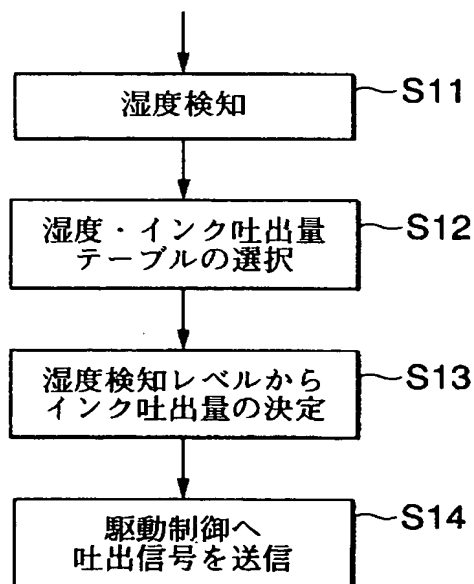 湿度検知
S11
湿度・インク吐出量
テーブルの選択
S12
湿度検知レベルから
インク吐出量の決定
S13
駆動制御へ
吐出信号を送信
S14